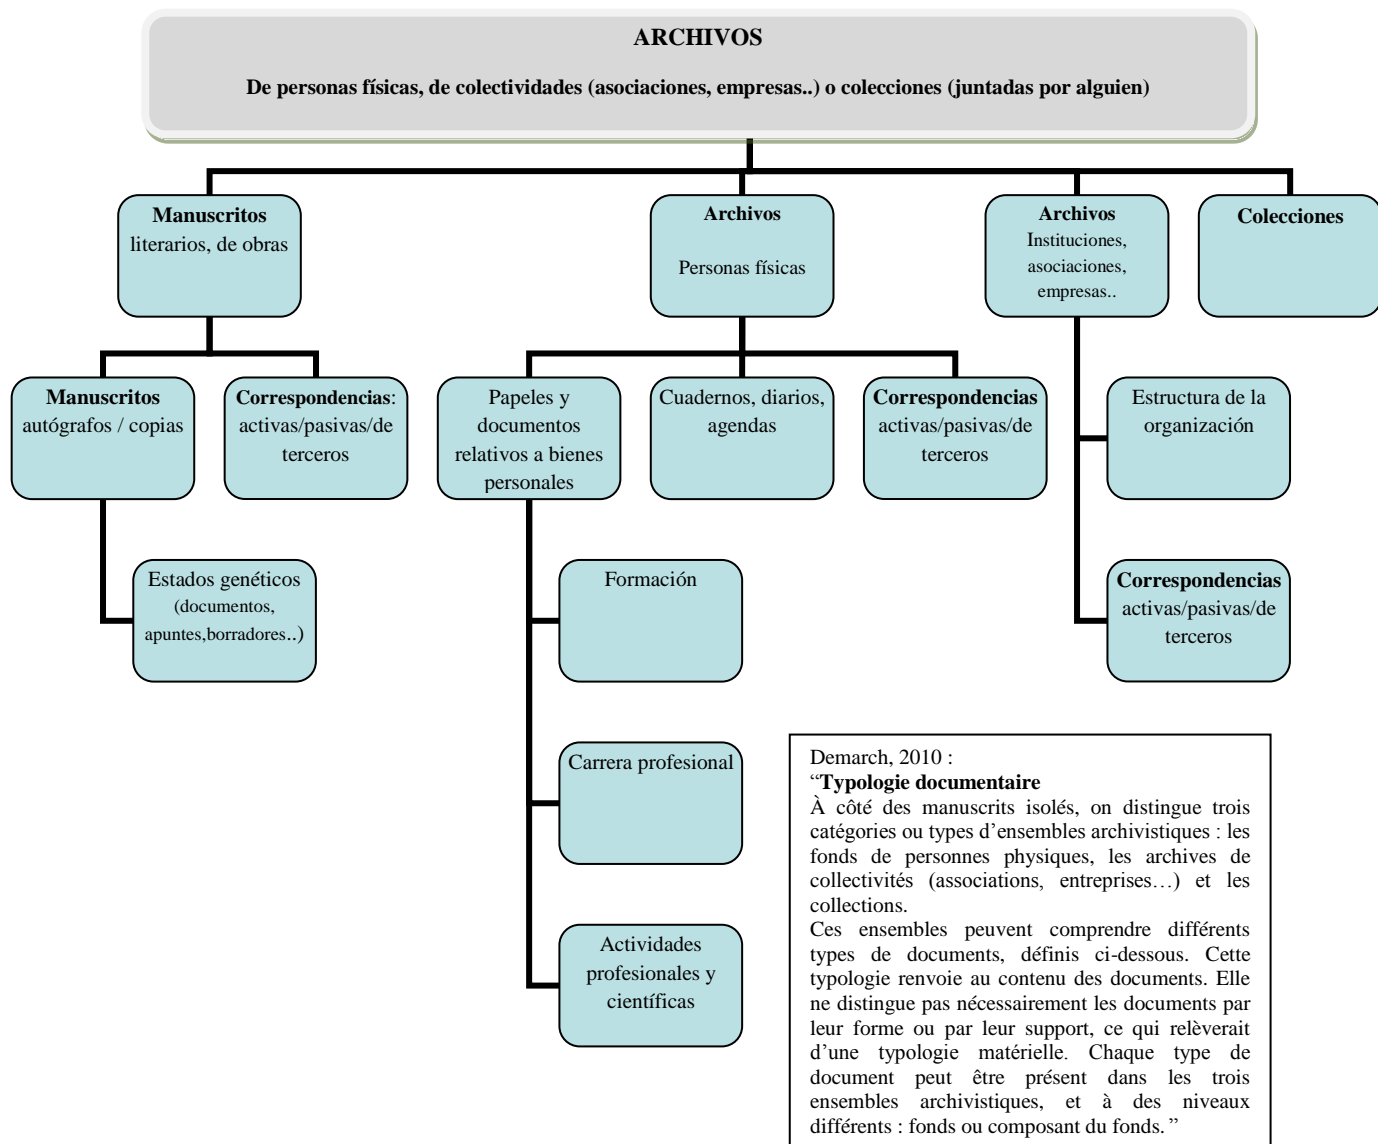 ARCHIVOS
De personas físicas, de colectividades (asociaciones, empresas..) o colecciones (juntadas por alguien)
Manuscritos
literarios, de obras
Archivos
Personas físicas
Archivos
Instituciones,
asociaciones,
empresas..
Colecciones
Manuscritos
autógrafos / copias
Correspondencias:
activas/pasivas/de
terceros
Papeles y
documentos
relativos a bienes
personales
Cuadernos, diarios,
agendas
Correspondencias
activas/pasivas/de
terceros
Estructura de la
organización
Estados genéticos
(documentos,
apuntes,borradores..)
Formación
Correspondencias
activas/pasivas/de
terceros
Carrera profesional
Actividades
profesionales y
científicas
Demarch, 2010 :
“Typologie documentaire
À côté des manuscrits isolés, on distingue trois
catégories ou types d’ensembles archivistiques : les
fonds de personnes physiques, les archives de
collectivités (associations, entreprises…) et les
collections.
Ces ensembles peuvent comprendre différents
types de documents, définis ci-dessous. Cette
typologie renvoie au contenu des documents. Elle
ne distingue pas nécessairement les documents par
leur forme ou par leur support, ce qui relèverait
d’une typologie matérielle. Chaque type de
document peut être présent dans les trois
ensembles archivistiques, et à des niveaux
différents : fonds ou composant du fonds. ”